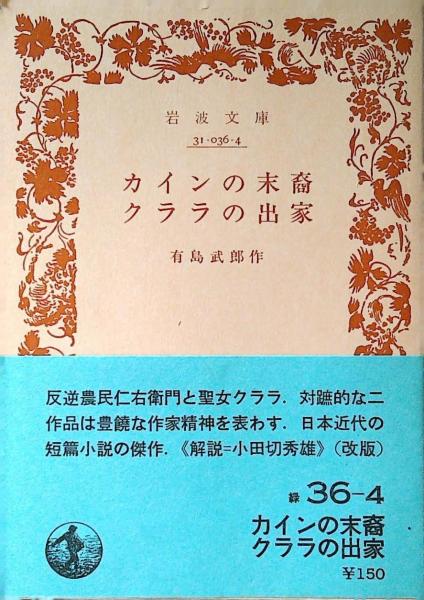 岩波文庫
31-036-4
カインの末裔
クララの出家
有島武郎作
反逆農民仁右衛門と聖女クララ．対蹠的な二
作品は豊饒な作家精神を表わす．日本近代の
短篇小説の傑作．《解説=小田切秀雄》（改版）
緑 36-4
カインの末裔
クララの出家
￥150